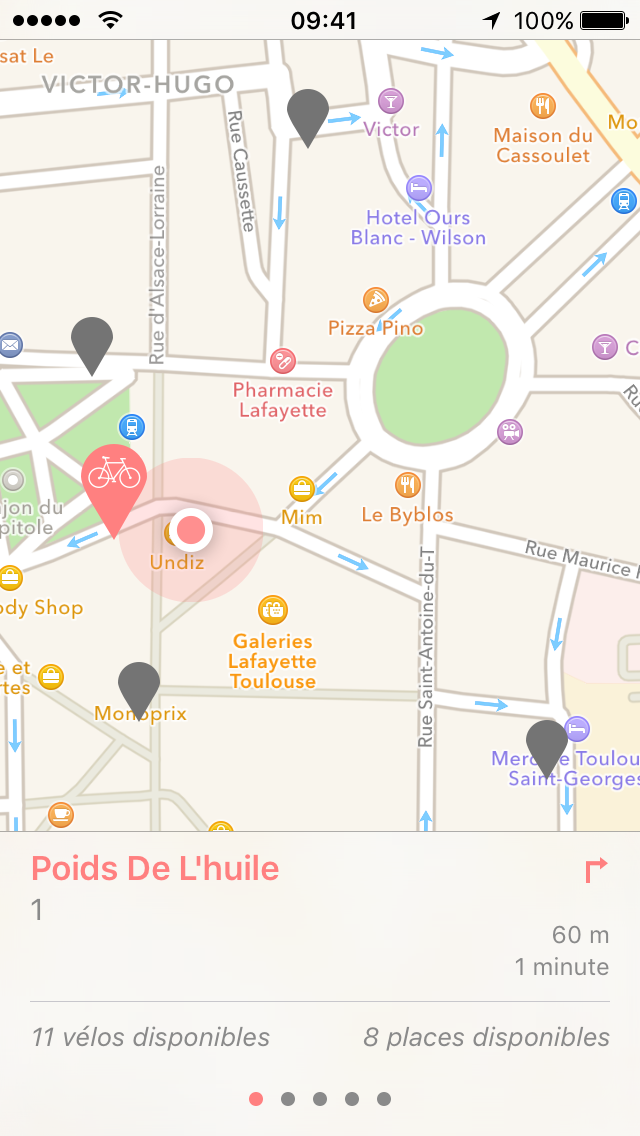 09:41
100%
sat Le
VICTOR-HUGO
Rue Caussette
Victor
Maison du
Cassoulet
Mo
Hotel Ours
Blanc - Wilson
Rue d'Alsace-Lorraine
Pizza Pino
C
Pharmacie
Lafayette
Ru
jon du
pitole
Mim
Le Byblos
Undiz
Rue Maurice F
ody Shop
Galeries
Lafayette
Toulouse
Rue Saint-Antoine-du-T
e et
rtes
Monoprix
Toulou
Saint-Georges
Poids De L'huile
1
60 m
1 minute
11 vélos disponibles
8 places disponibles